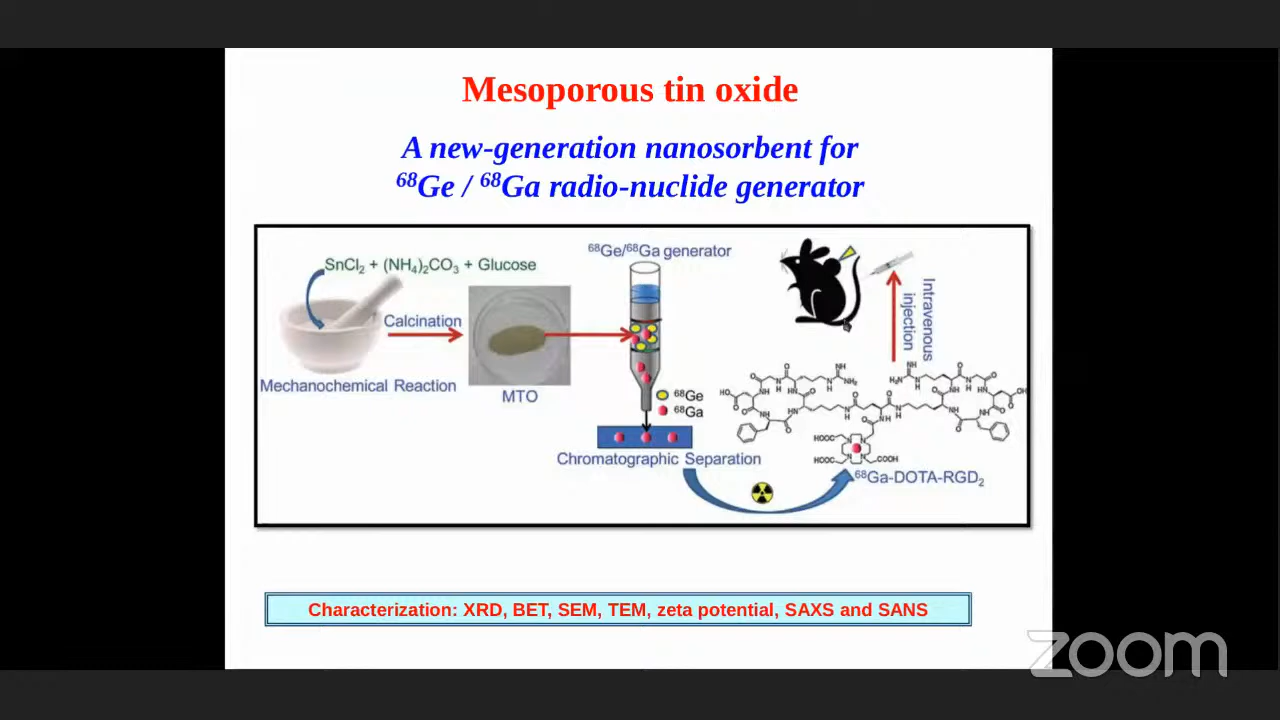 Mesoporous tin oxide
A new-generation nanosorbent for
⁶⁸Ge / ⁶⁸Ga radio-nuclide generator
SnCl₂ + (NH₄)₂CO₃ + Glucose
Calcination
Mechanochemical Reaction
MTO
⁶⁸Ge/⁶⁸Ga generator
⁶⁸Ge
⁶⁸Ga
Chromatographic Separation
Intravenous
injection
HOOC
HOOC
COOH
⁶⁸Ga-DOTA-RGD₂
Characterization: XRD, BET, SEM, TEM, zeta potential, SAXS and SANS
zoom